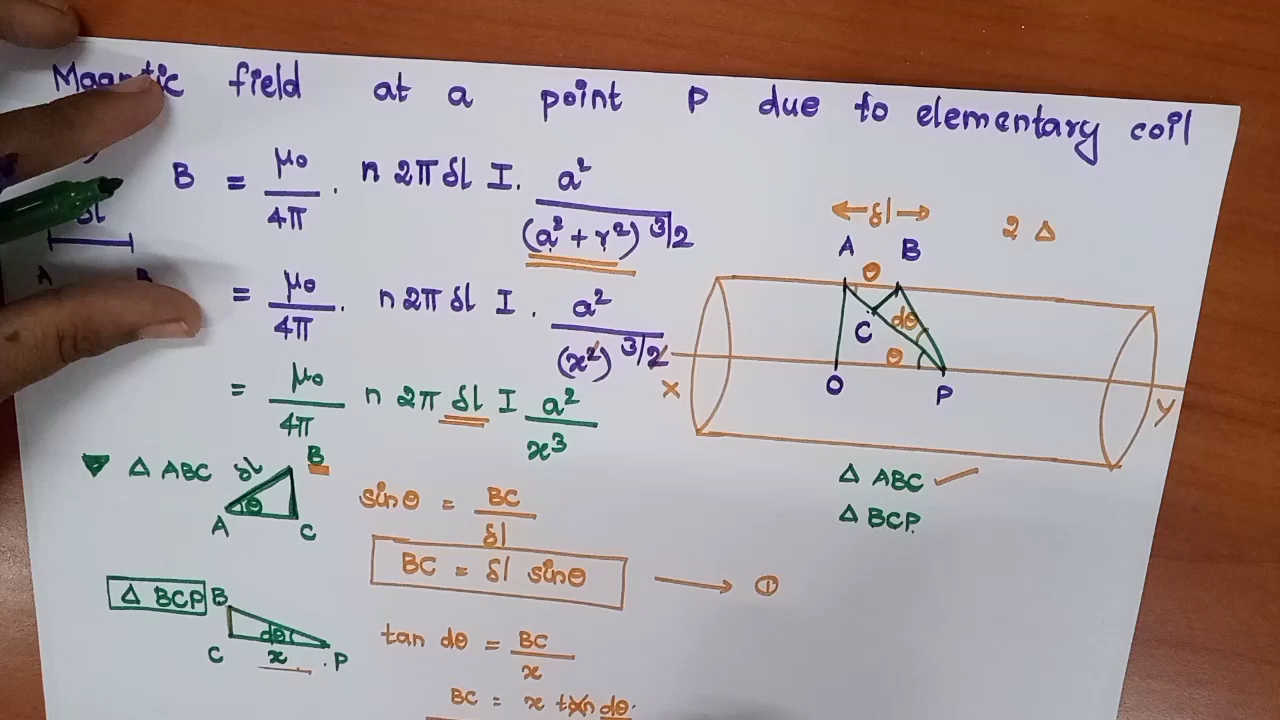 Magnetic field at a point P due to elementary coil
B = μ₀/4π . n 2π δl I . a²/(a² + r²)^3/2
δl
A B
= μ₀/4π . n 2π δl I . a²/(x²)^3/2
= μ₀/4π n 2π δl I a²/x³
← δl → 2 Δ
A B
θ
C dθ
θ
X O P Y
Δ ABC ✓
Δ BCP.
▼ Δ ABC δl B
A θ C
sinθ = BC/δl
BC = δl sinθ → ①
Δ BCP B
C dθ x P
tan dθ = BC/x
BC = x tan dθ.